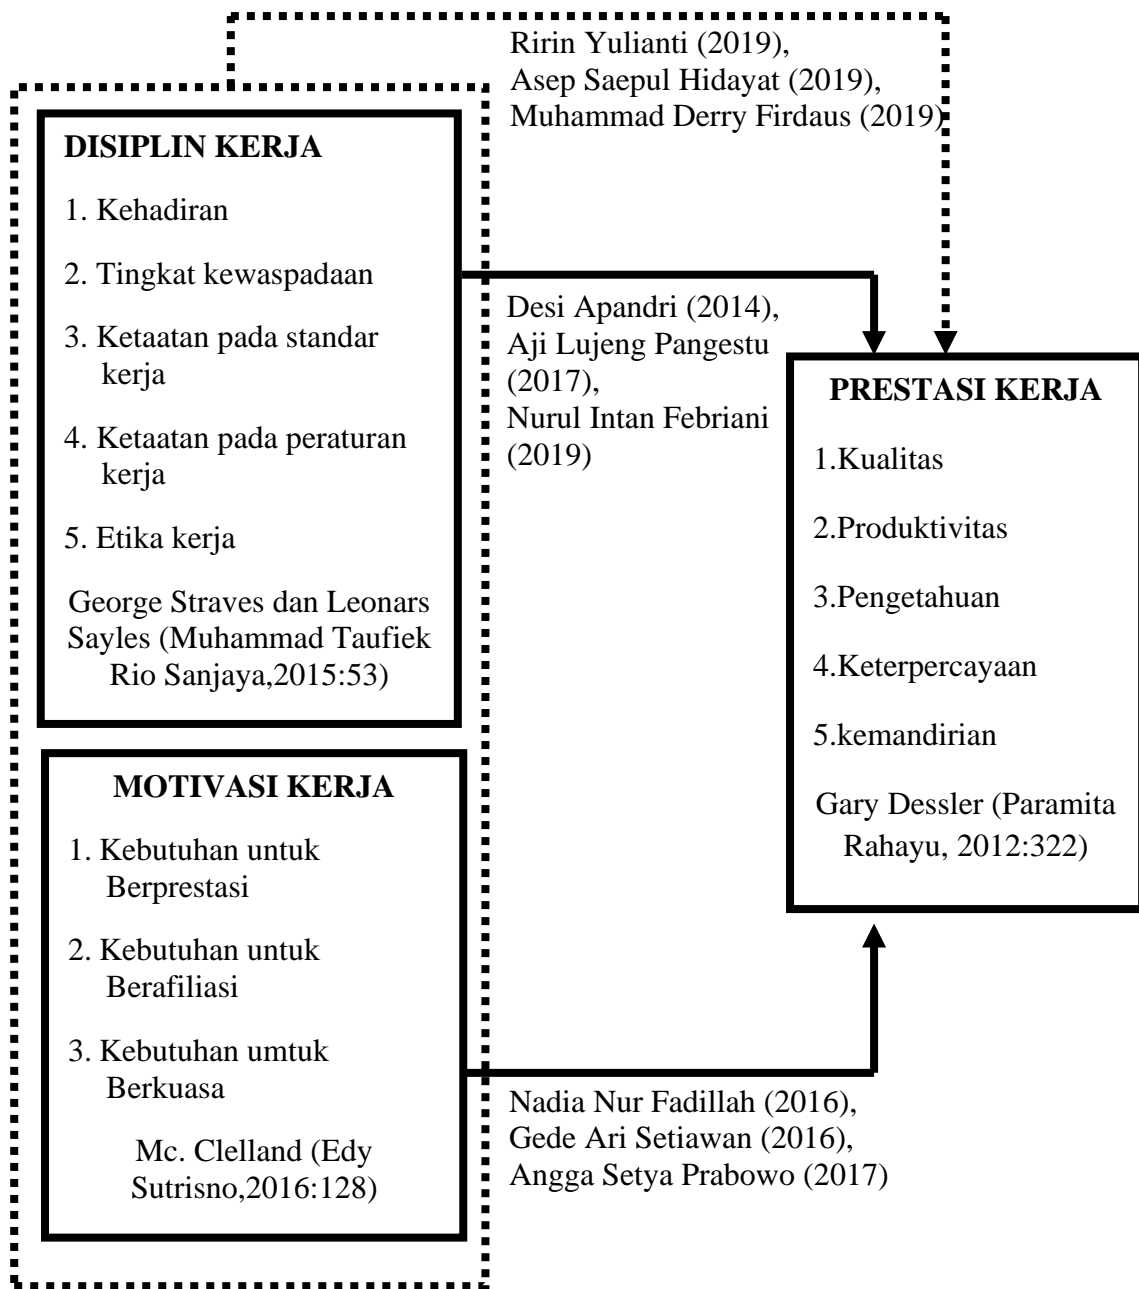 Ririn Yulianti (2019),
Asep Saepul Hidayat (2019),
Muhammad Derry Firdaus (2019)
DISIPLIN KERJA
1. Kehadiran
2. Tingkat kewaspadaan
3. Ketaatan pada standar
kerja
4. Ketaatan pada peraturan
kerja
5. Etika kerja
George Straves dan Leonars
Sayles (Muhammad Taufiek
Rio Sanjaya,2015:53)
Desi Apandri (2014),
Aji Lujeng Pangestu
(2017),
Nurul Intan Febriani
(2019)
PRESTASI KERJA
1.Kualitas
2.Produktivitas
3.Pengetahuan
4.Keterpercayaan
5.kemandirian
Gary Dessler (Paramita
Rahayu, 2012:322)
MOTIVASI KERJA
1. Kebutuhan untuk
Berprestasi
2. Kebutuhan untuk
Berafiliasi
3. Kebutuhan umtuk
Berkuasa
Mc. Clelland (Edy
Sutrisno,2016:128)
Nadia Nur Fadillah (2016),
Gede Ari Setiawan (2016),
Angga Setya Prabowo (2017)